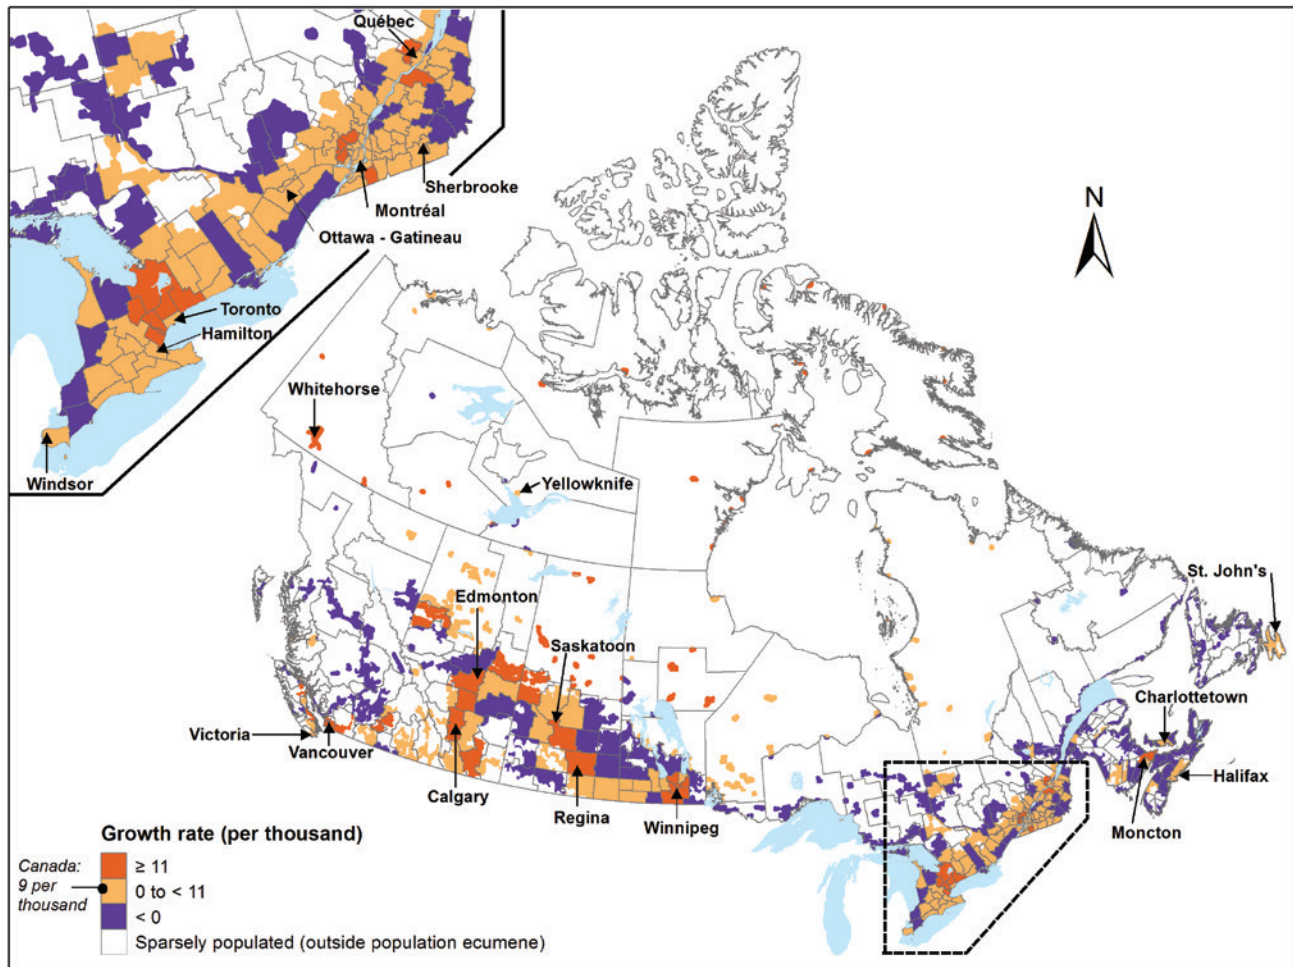 Québec
Sherbrooke
Montréal
Ottawa - Gatineau
Toronto
Hamilton
Windsor
N
Whitehorse
Yellowknife
St. John's
Edmonton
Saskatoon
Charlottetown
Victoria
Vancouver
Halifax
Calgary
Regina
Winnipeg
Moncton
Growth rate (per thousand)
Canada:
9 per
thousand
≥ 11
0 to < 11
< 0
Sparsely populated (outside population ecumene)